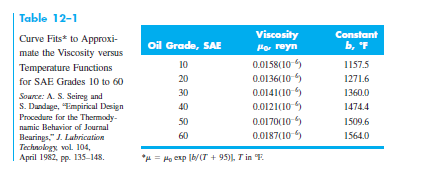 Table 12–1
Curve Fits* to Approxi-
mate the Viscosity versus
Temperature Functions
for SAE Grades 10 to 60
Source: A. S. Seireg and
S. Dandage, “Empirical Design
Procedure for the Thermody-
namic Behavior of Journal
Bearings,” J. Lubrication
Technology, vol. 104,
April 1982, pp. 135–148.
Oil Grade, SAE Viscosity μ0, reyn Constant b, °F
10 0.0158(10⁻⁶) 1157.5
20 0.0136(10⁻⁶) 1271.6
30 0.0141(10⁻⁶) 1360.0
40 0.0121(10⁻⁶) 1474.4
50 0.0170(10⁻⁶) 1509.6
60 0.0187(10⁻⁶) 1564.0
*μ = μ0 exp [b/(T + 95)], T in °F.